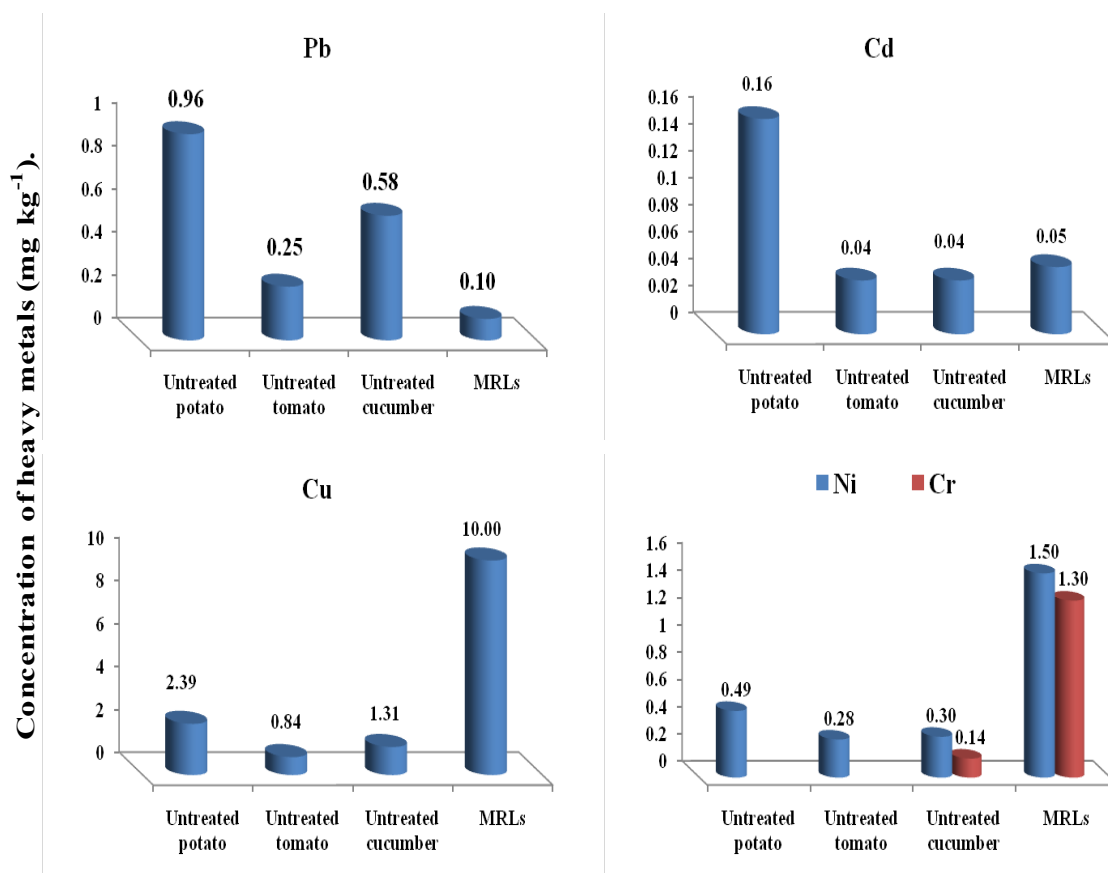 Concentration of heavy metals (mg kg⁻¹).
Pb
1
0.8
0.6
0.4
0.2
0
0.96
0.25
0.58
0.10
Untreated
potato
Untreated
tomato
Untreated
cucumber
MRLs
Cd
0.16
0.14
0.12
0.1
0.08
0.06
0.04
0.02
0
0.16
0.04
0.04
0.05
Untreated
potato
Untreated
tomato
Untreated
cucumber
MRLs
Cu
10
8
6
4
2
0
2.39
0.84
1.31
10.00
Untreated
potato
Untreated
tomato
Untreated
cucumber
MRLs
Ni Cr
1.6
1.4
1.2
1
0.8
0.6
0.4
0.2
0
0.49
0.28
0.30
0.14
1.50
1.30
Untreated
potato
Untreated
tomato
Untreated
cucumber
MRLs